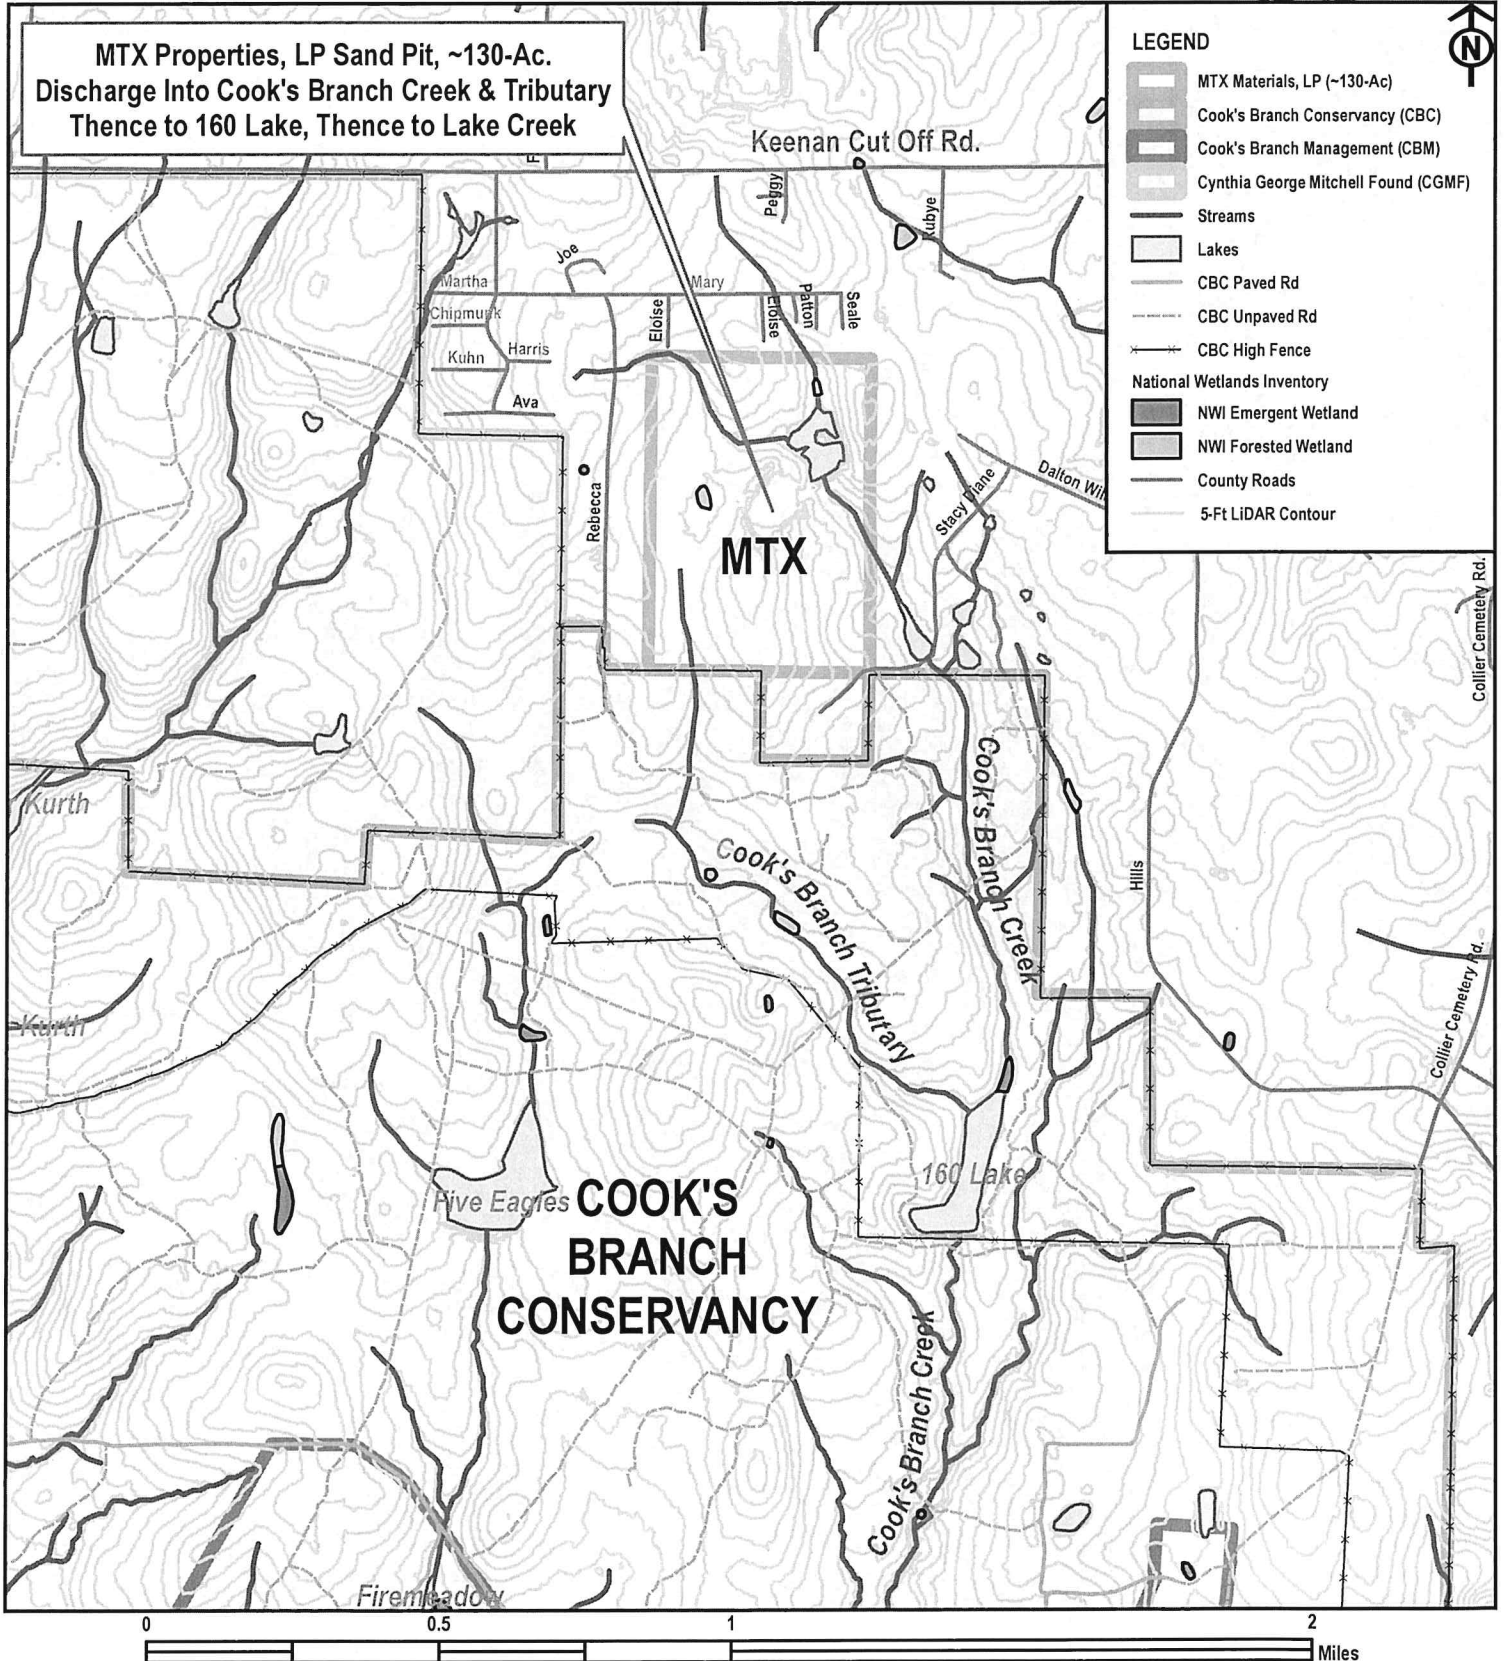 MTX Properties, LP Sand Pit, ~130-Ac.
Discharge Into Cook's Branch Creek & Tributary
Thence to 160 Lake, Thence to Lake Creek
LEGEND
N
MTX Materials, LP (~130-Ac)
Cook's Branch Conservancy (CBC)
Cook's Branch Management (CBM)
Cynthia George Mitchell Found (CGMF)
Streams
Lakes
CBC Paved Rd
CBC Unpaved Rd
CBC High Fence
National Wetlands Inventory
NWI Emergent Wetland
NWI Forested Wetland
County Roads
5-Ft LiDAR Contour
Keenan Cut Off Rd.
Peggy
Rubye
Joe
Martha
Mary
Chipmunk
Eloise
Eloise
Patton
Seale
Kuhn
Harris
Ava
Rebecca
Stacy Diane
Dalton
MTX
Collier Cemetery Rd.
Kurth
Hills
Cook's Branch Creek
Cook's Branch Tributary
Kurth
Collier Cemetery Rd.
160 Lake
Five Eagles
COOK'S
BRANCH
CONSERVANCY
Cook's Branch Creek
Firemeadow
0
0.5
1
2
Miles